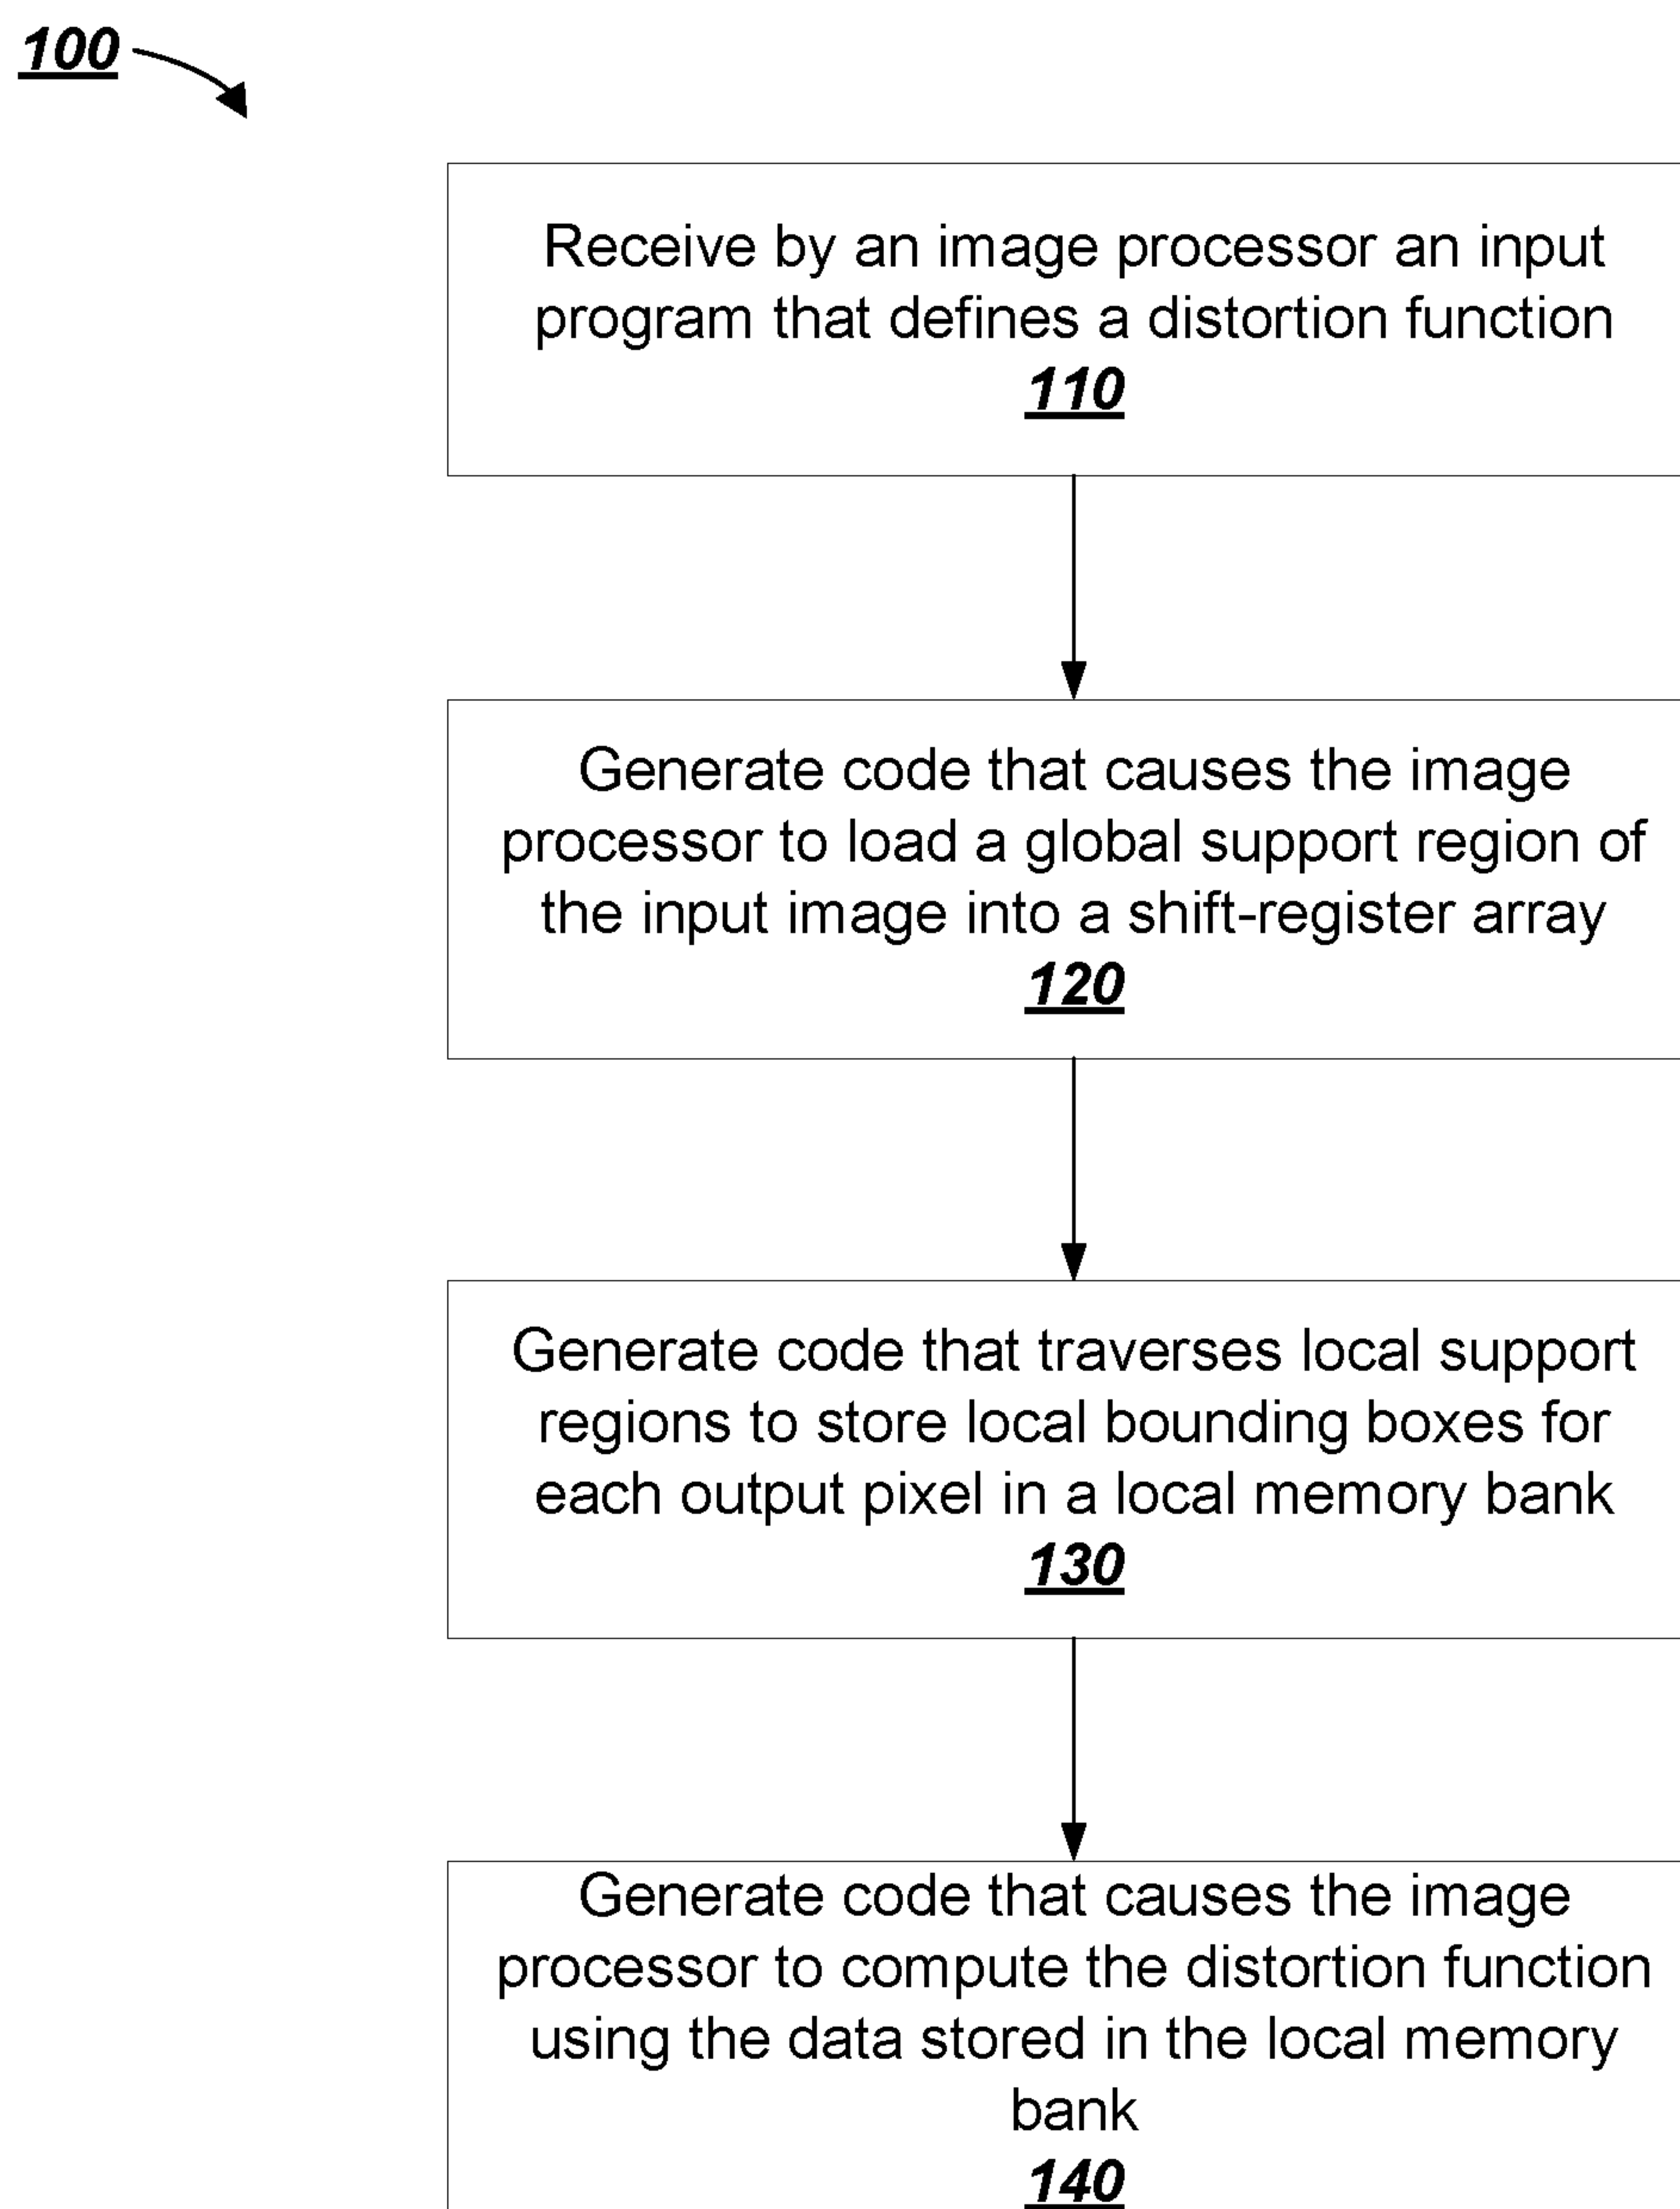 100
Receive by an image processor an input
program that defines a distortion function
110
Generate code that causes the image
processor to load a global support region of
the input image into a shift-register array
120
Generate code that traverses local support
regions to store local bounding boxes for
each output pixel in a local memory bank
130
Generate code that causes the image
processor to compute the distortion function
using the data stored in the local memory
bank
140